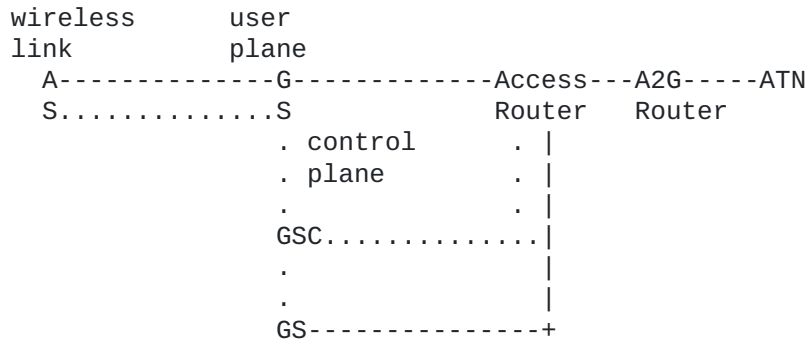 wireless user
link plane
A--------------G-------------Access---A2G-----ATN
S..............S Router Router
. control . |
. plane . |
. . |
GSC..............|
. |
. |
GS---------------+